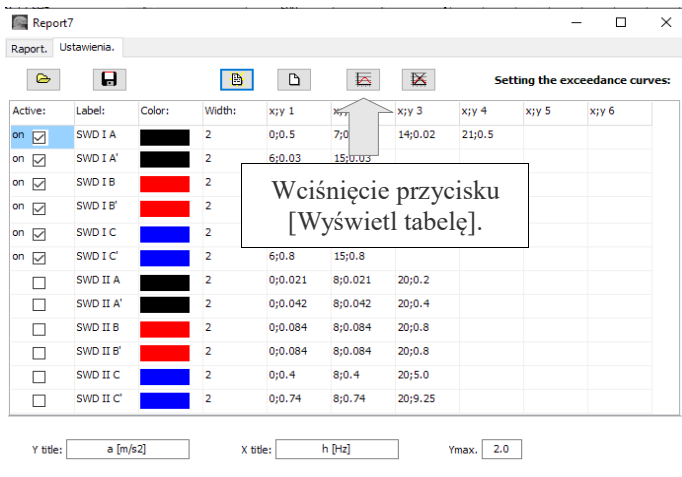 Report7
Raport. Ustawienia.
Setting the exceedance curves:
Active: Label: Color: Width: x;y 1 x;y 3 x;y 4 x;y 5 x;y 6
on SWD I A 2 0;0.5 14;0.02 21;0.5
on SWD I A' 2 6;0.03 15;0.03
on SWD I B 2
on SWD I B' 2
on SWD I C 2
on SWD I C' 2 6;0.8 15;0.8
Wciśnięcie przycisku
[Wyświetl tabelę].
SWD II A 2 0;0.021 8;0.021 20;0.2
SWD II A' 2 0;0.042 8;0.042 20;0.4
SWD II B 2 0;0.084 8;0.084 20;0.8
SWD II B' 2 0;0.084 8;0.084 20;0.8
SWD II C 2 0;0.4 8;0.4 20;5.0
SWD II C' 2 0;0.74 8;0.74 20;9.25
Y title: a [m/s2] X title: h [Hz] Ymax. 2.0